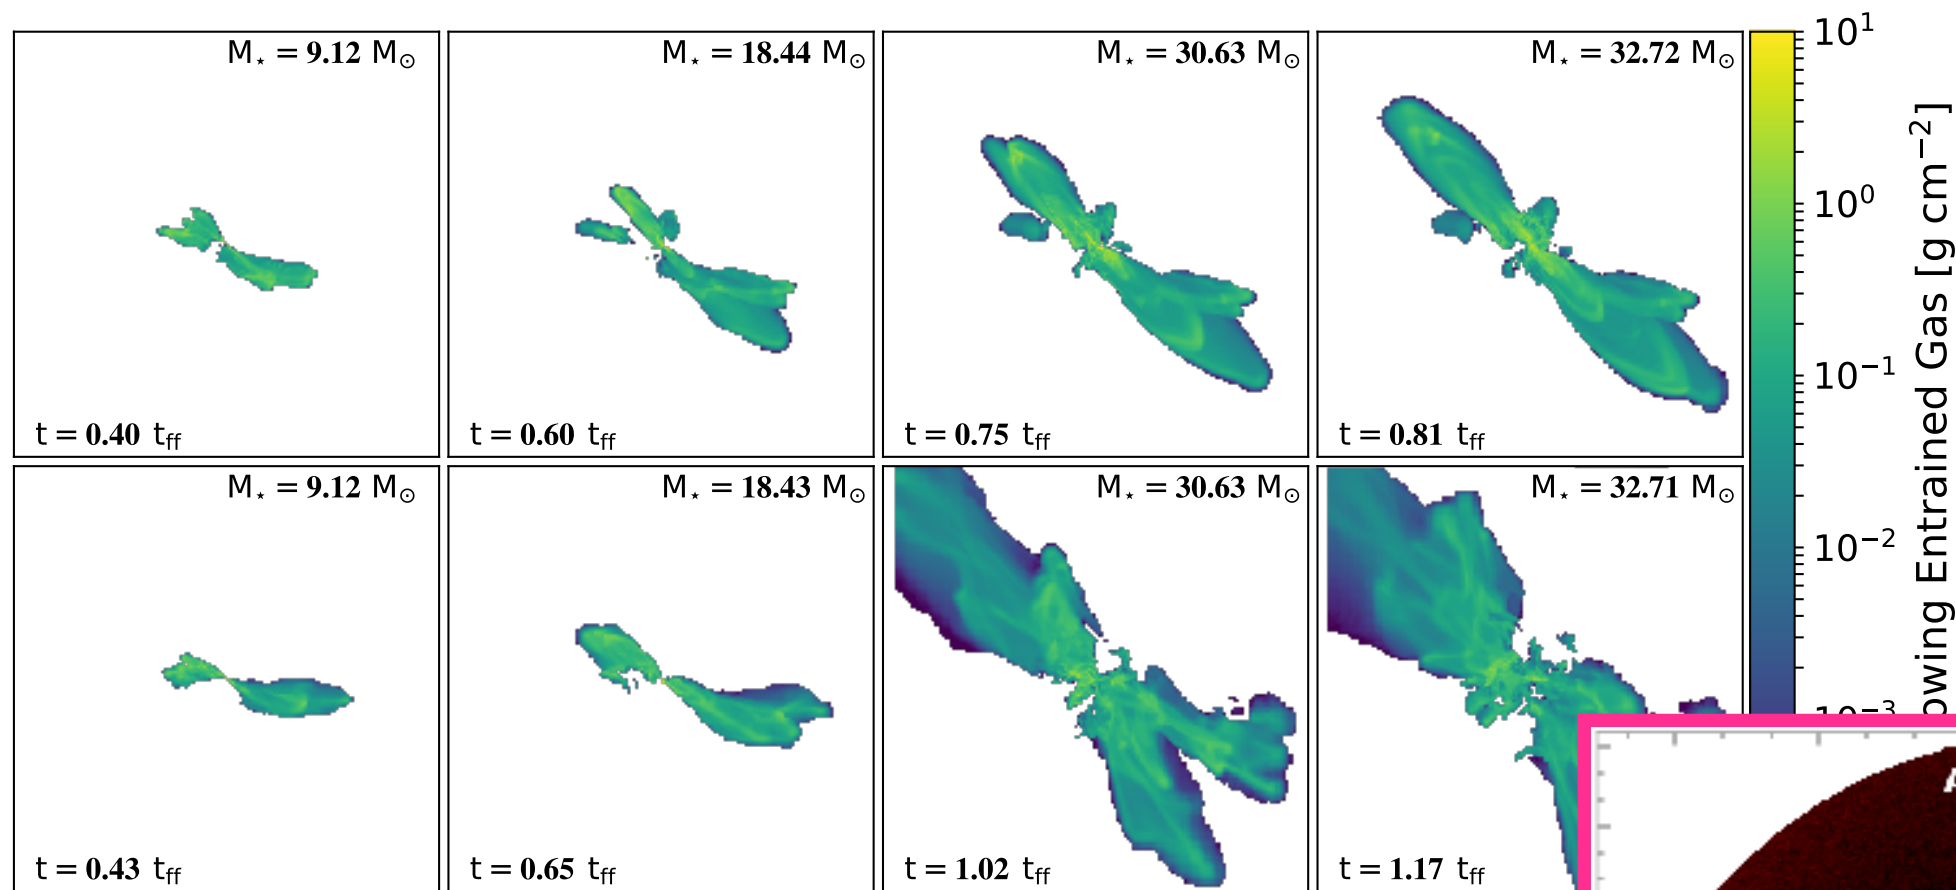 M⋆ = 9.12 M⊙
M⋆ = 18.44 M⊙
M⋆ = 30.63 M⊙
M⋆ = 32.72 M⊙
t = 0.40 t_ff
t = 0.60 t_ff
t = 0.75 t_ff
t = 0.81 t_ff
M⋆ = 9.12 M⊙
M⋆ = 18.43 M⊙
M⋆ = 30.63 M⊙
M⋆ = 32.71 M⊙
t = 0.43 t_ff
t = 0.65 t_ff
t = 1.02 t_ff
t = 1.17 t_ff
10¹
10⁰
10⁻¹
10⁻²
10⁻³
Entrained Gas [g cm⁻²]